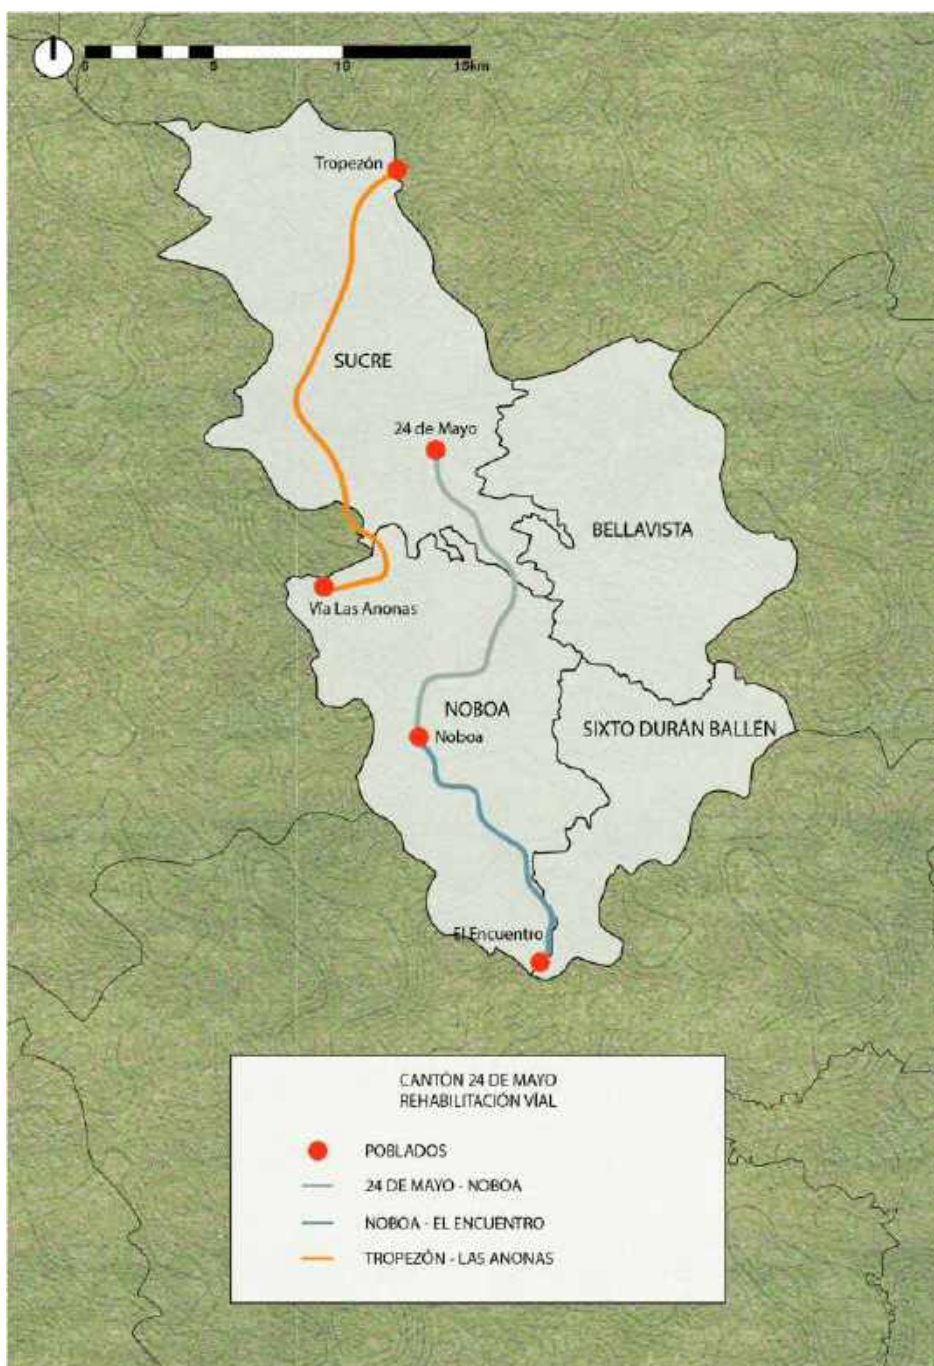 0 5 10 15km
Tropezón
SUCRE
24 de Mayo
BELLAVISTA
Vía Las Anonas
NOBOA
SIXTO DURÁN BALLÉN
Noboa
El Encuentro
CANTÓN 24 DE MAYO
REHABILITACIÓN VÍAL
POBLADOS
24 DE MAYO - NOBOA
NOBOA - EL ENCUENTRO
TROPEZÓN - LAS ANONAS